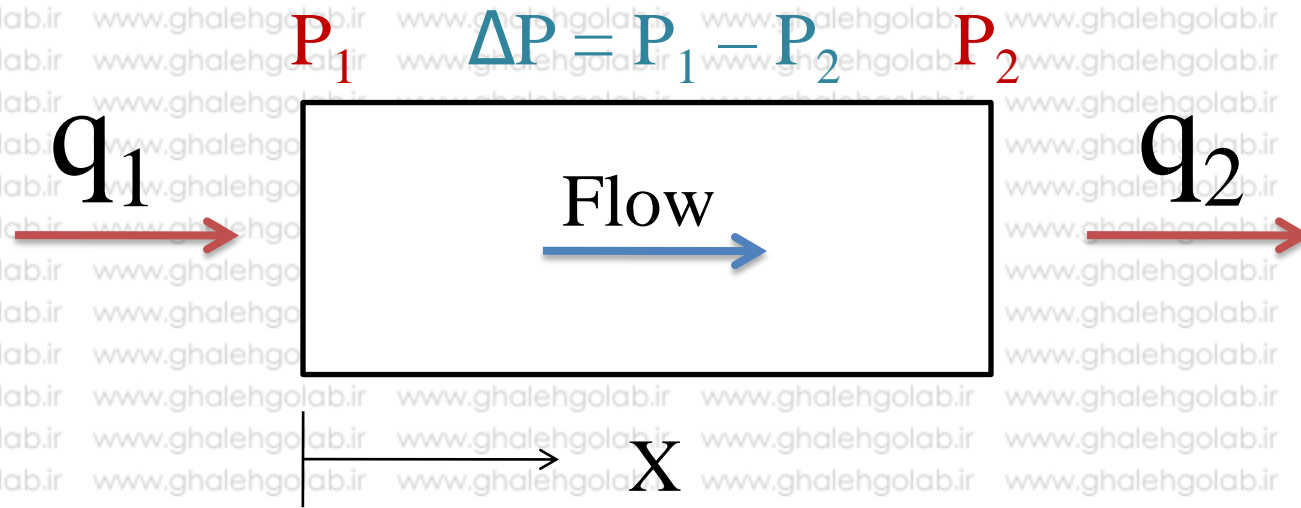 P₁ ΔP = P₁ – P₂ P₂
q₁ q₂
Flow
X
www.ghalehgolab.ir